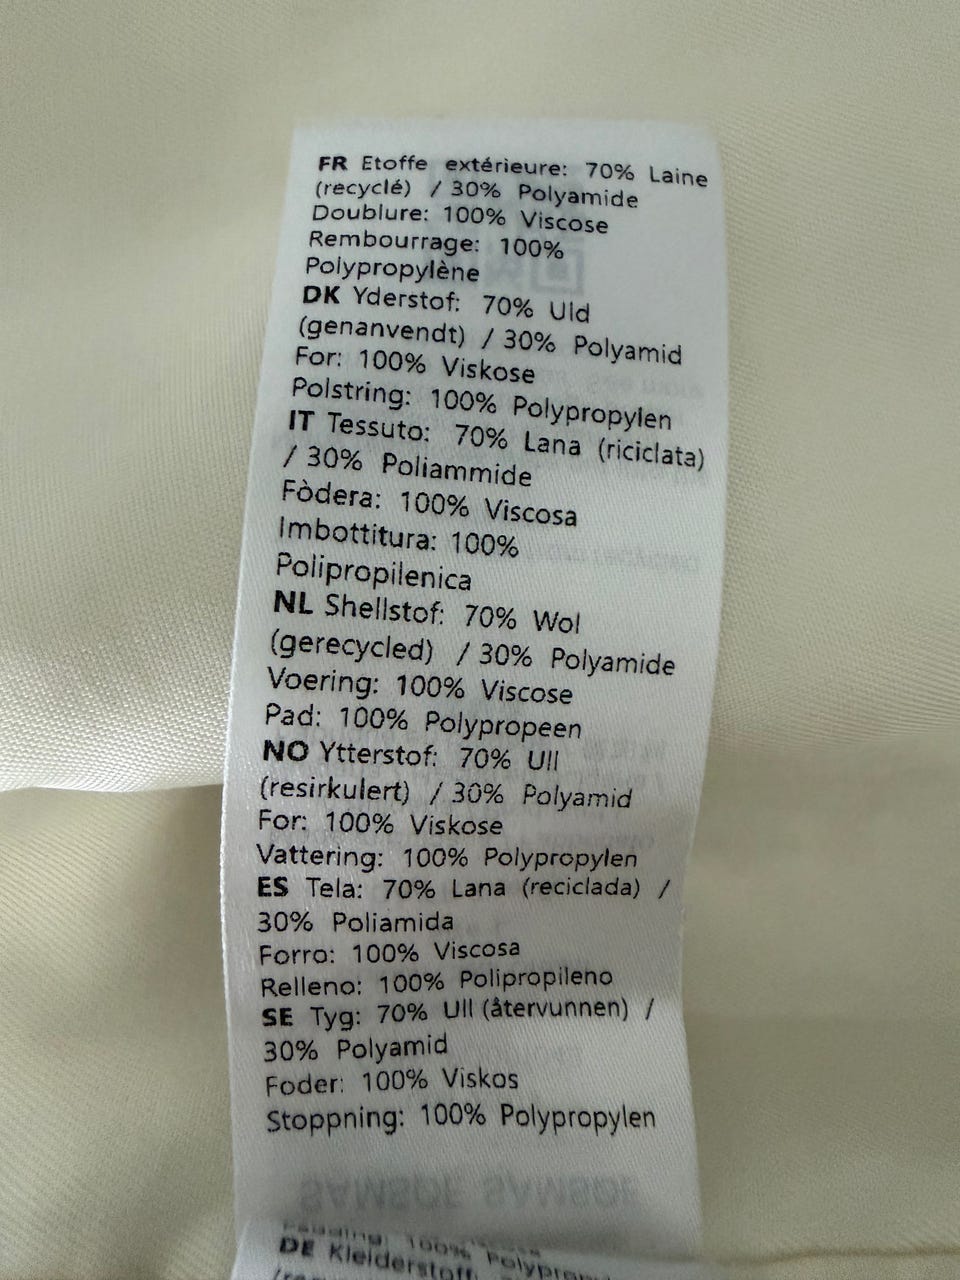 FR Etoffe extérieure: 70% Laine
(recyclé) / 30% Polyamide
Doublure: 100% Viscose
Rembourrage: 100%
Polypropylène
DK Yderstof: 70% Uld
(genanvendt) / 30% Polyamid
For: 100% Viskose
Polstring: 100% Polypropylen
IT Tessuto: 70% Lana (riciclata)
/ 30% Poliammide
Fòdera: 100% Viscosa
Imbottitura: 100%
Polipropilenica
NL Shellstof: 70% Wol
(gerecycled) / 30% Polyamide
Voering: 100% Viscose
Pad: 100% Polypropeen
NO Ytterstof: 70% Ull
(resirkulert) / 30% Polyamid
For: 100% Viskose
Vattering: 100% Polypropylen
ES Tela: 70% Lana (reciclada) /
30% Poliamida
Forro: 100% Viscosa
Relleno: 100% Polipropileno
SE Tyg: 70% Ull (återvunnen) /
30% Polyamid
Foder: 100% Viskos
Stoppning: 100% Polypropylen
SAMSOE SAMSOE
Padding: 100%
DE Kleiderstoff: